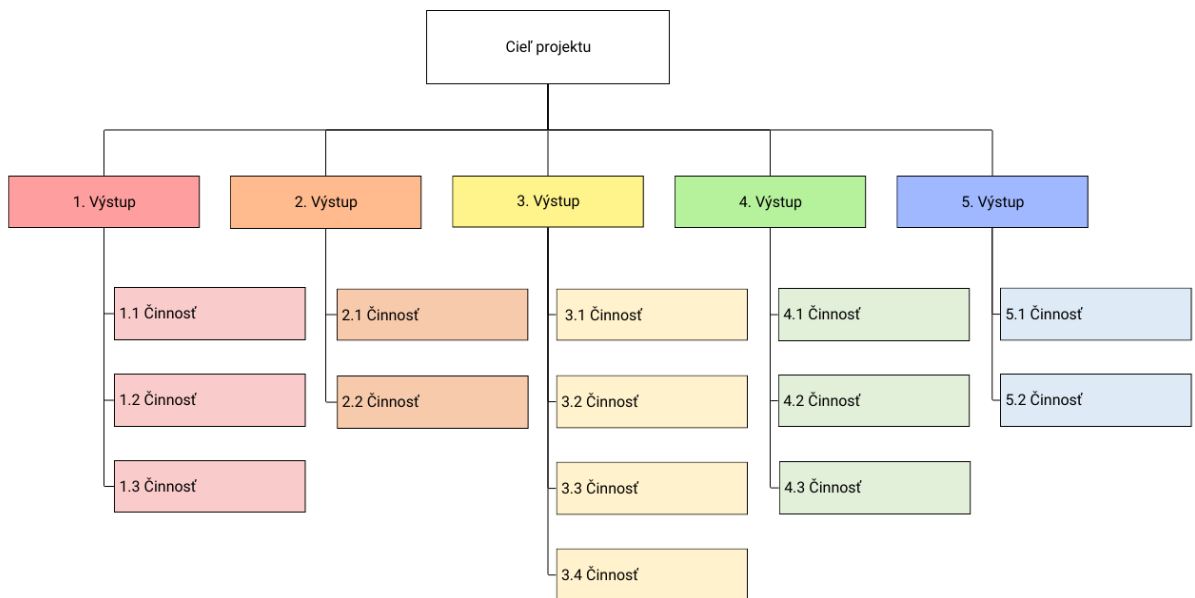 Cieľ projektu
1. Výstup
2. Výstup
3. Výstup
4. Výstup
5. Výstup
1.1 Činnosť
1.2 Činnosť
1.3 Činnosť
2.1 Činnosť
2.2 Činnosť
3.1 Činnosť
3.2 Činnosť
3.3 Činnosť
3.4 Činnosť
4.1 Činnosť
4.2 Činnosť
4.3 Činnosť
5.1 Činnosť
5.2 Činnosť